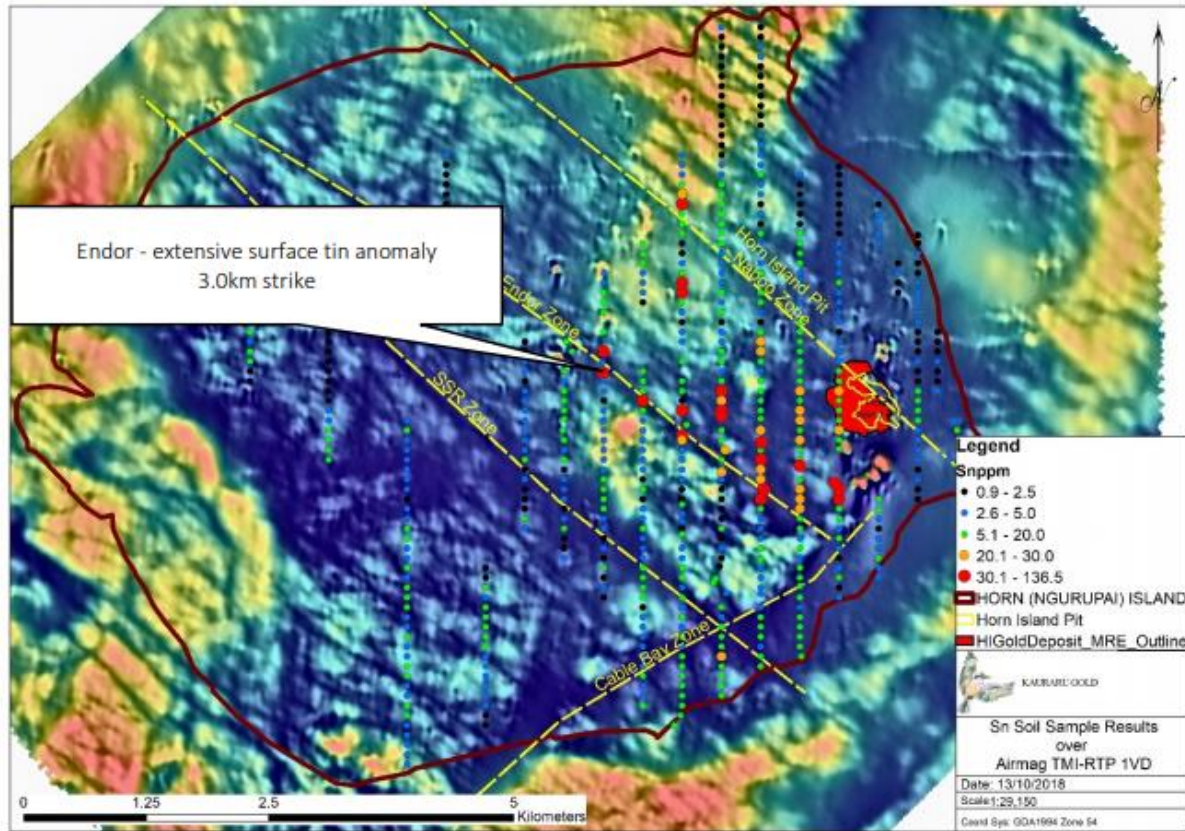 N
Endor - extensive surface tin anomaly
3.0km strike
Horn Island Pit
Naboo Zone
Endor Zone
SSR Zone
Cable Bay Zone
Legend
Snppm
0.9 - 2.5
2.6 - 5.0
5.1 - 20.0
20.1 - 30.0
30.1 - 136.5
HORN (NGURUPAI) ISLAND
Horn Island Pit
HIGoldDeposit_MRE_Outline
KAURARU GOLD
Sn Soil Sample Results
over
Airmag TMI-RTP 1VD
Date: 13/10/2018
Scale1:29,150
Coord Sys: GDA1994 Zone 54
0 1.25 2.5 5
Kilometers